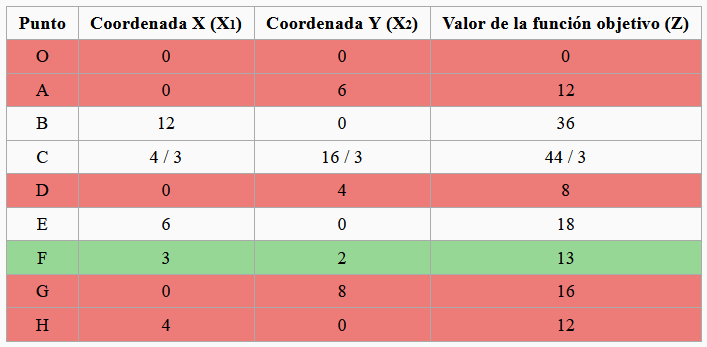 Punto Coordenada X (X1) Coordenada Y (X2) Valor de la función objetivo (Z)
O 0 0 0
A 0 6 12
B 12 0 36
C 4 / 3 16 / 3 44 / 3
D 0 4 8
E 6 0 18
F 3 2 13
G 0 8 16
H 4 0 12